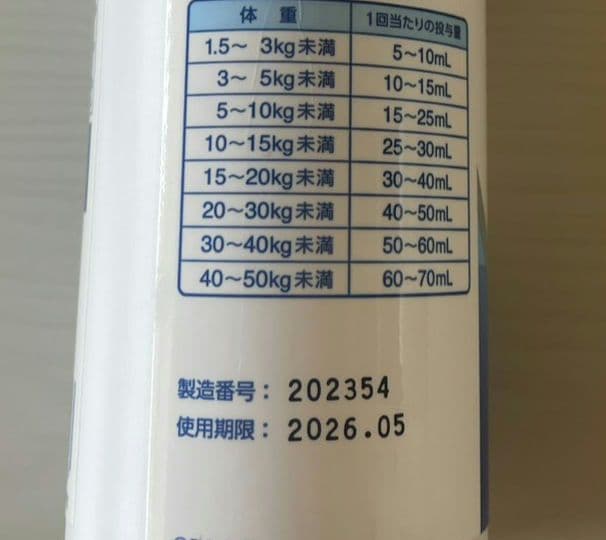 体重 1回当たりの投与量
1.5～ 3kg未満 5～10mL
3～ 5kg未満 10～15mL
5～10kg未満 15～25mL
10～15kg未満 25～30mL
15～20kg未満 30～40mL
20～30kg未満 40～50mL
30～40kg未満 50～60mL
40～50kg未満 60～70mL
製造番号： 202354
使用期限： 2026.05